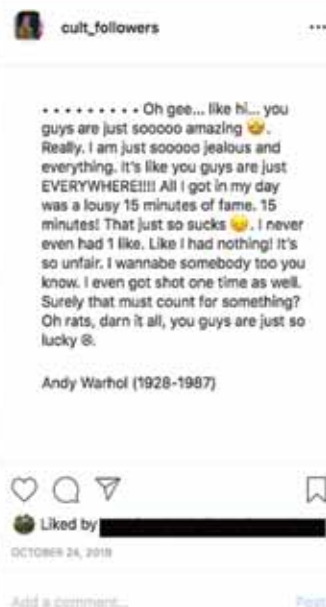 cult_followers
• • • • • • • • • Oh gee... like hi... you
guys are just sooooo amazing 🤩.
Really. I am just sooooo jealous and
everything. It's like you guys are just
EVERYWHERE!!!! All I got in my day
was a lousy 15 minutes of fame. 15
minutes! That just so sucks 😞. I never
even had 1 like. Like I had nothing! It's
so unfair. I wannabe somebody too you
know. I even got shot one time as well.
Surely that must count for something?
Oh rats, darn it all, you guys are just so
lucky ☹.
Andy Warhol (1928-1987)
Liked by
OCTOBER 24, 2019
Add a comment...
Post